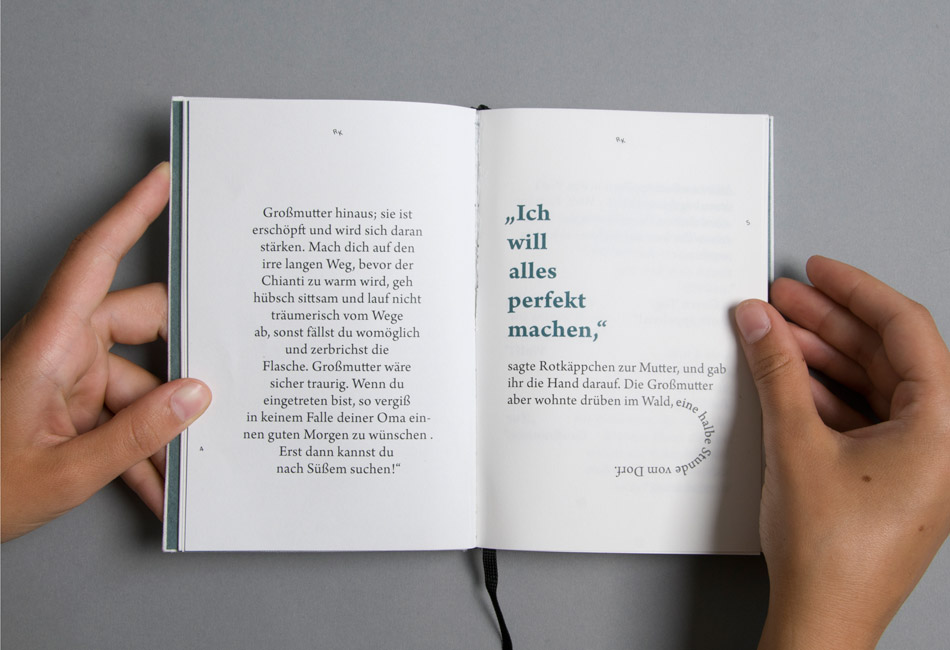 RK
Großmutter hinaus; sie ist
erschöpft und wird sich daran
stärken. Mach dich auf den
irre langen Weg, bevor der
Chianti zu warm wird, geh
hübsch sittsam und lauf nicht
träumerisch vom Wege
ab, sonst fällst du womöglich
und zerbrichst die
Flasche. Großmutter wäre
sicher traurig. Wenn du
eingetreten bist, so vergiß
in keinem Falle deiner Oma ein-
nen guten Morgen zu wünschen .
Erst dann kannst du
nach Süßem suchen!“
4
RK
5
„Ich
will
alles
perfekt
machen,“
sagte Rotkäppchen zur Mutter, und gab
ihr die Hand darauf. Die Großmutter
aber wohnte drüben im Wald, eine halbe Stunde vom Dorf.